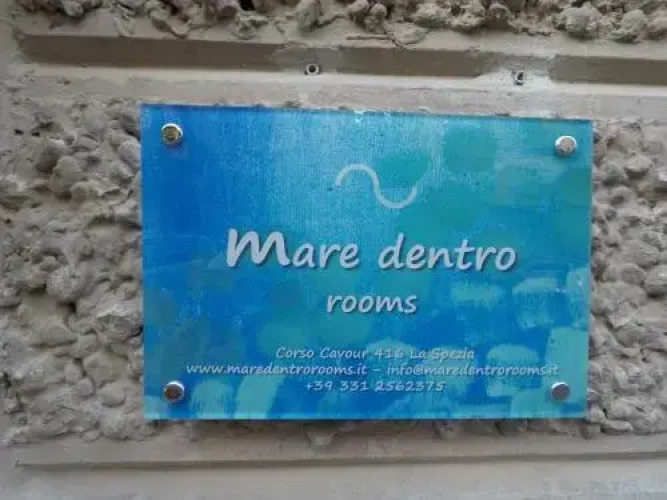 Mare dentro
rooms
Corso Cavour 416 La Spezia
www.maredentrorooms.it - info@maredentrorooms.it
+39 331 2562375